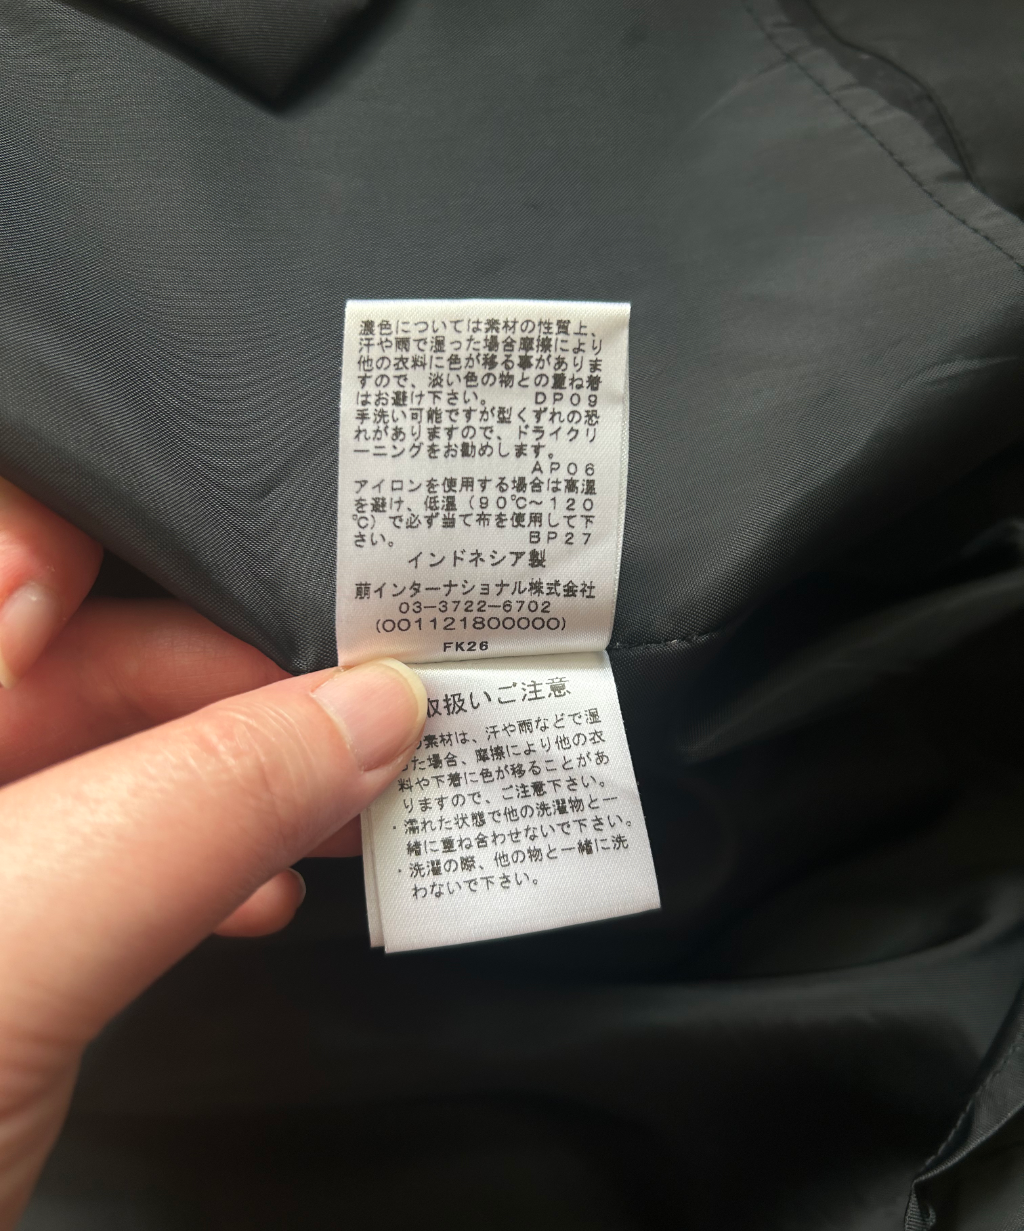 濃色については素材の性質上、
汗や雨で湿った場合摩擦により
他の衣料に色が移る事がありま
すので、淡い色の物との重ね着
はお避け下さい。 DP09
手洗い可能ですが型くずれの恐
れがありますので、ドライクリ
ーニングをお勧めします。
AP06
アイロンを使用する場合は高温
を避け、低温(90℃〜120
℃)で必ず当て布を使用して下
さい。 BP27
インドネシア製
萠インターナショナル株式会社
03-3722-6702
(001121800000)
FK26
取扱いご注意
素材は、汗や雨などで湿
った場合、摩擦により他の衣
料や下着に色が移ることがあ
りますので、ご注意下さい。
・濡れた状態で他の洗濯物と一
緒に重ね合わせないで下さい。
・洗濯の際、他の物と一緒に洗
わないで下さい。